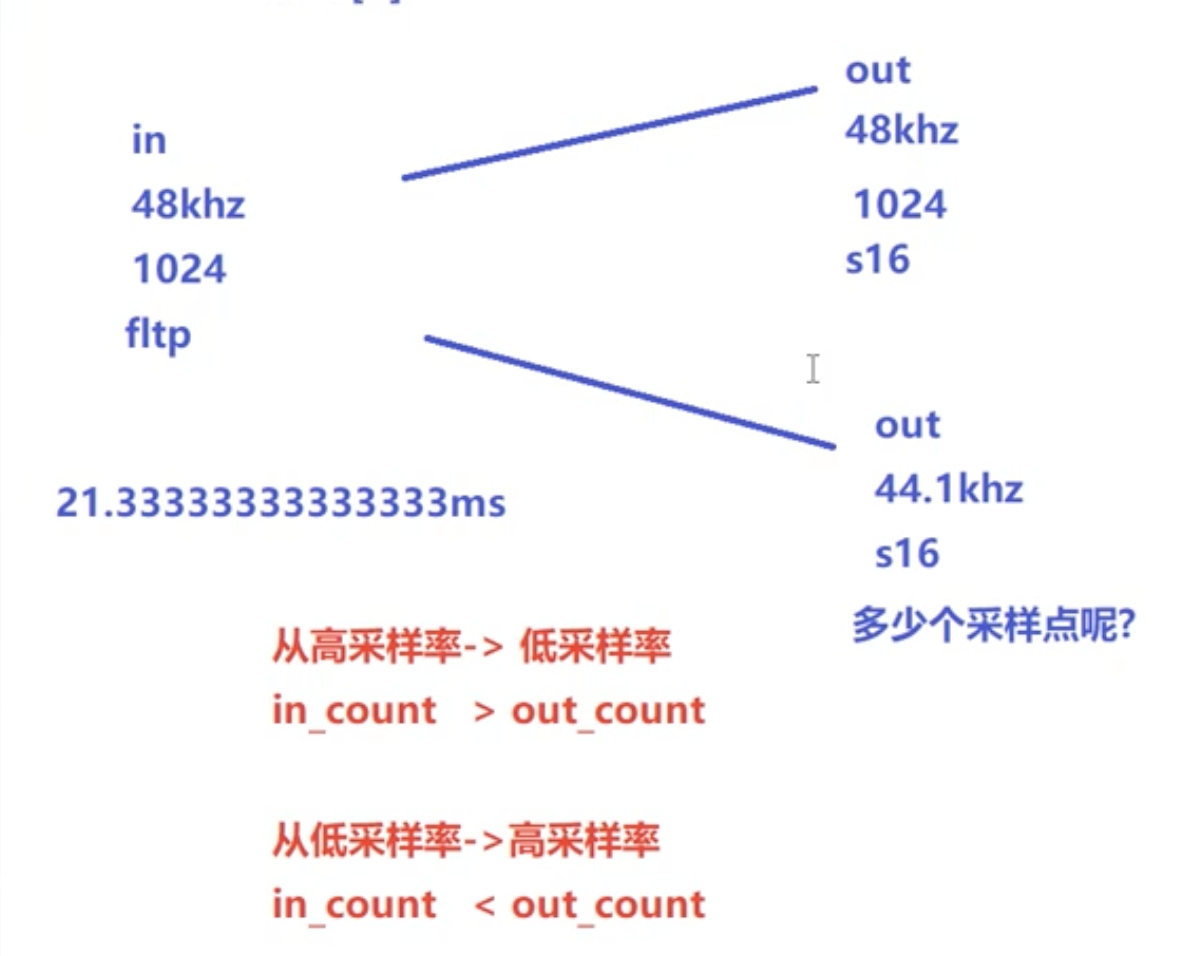 in
48khz
1024
fltp
out
48khz
1024
s16
out
44.1khz
s16
多少个采样点呢?
21.33333333333333ms
从高采样率-> 低采样率
in_count > out_count
从低采样率->高采样率
in_count < out_count